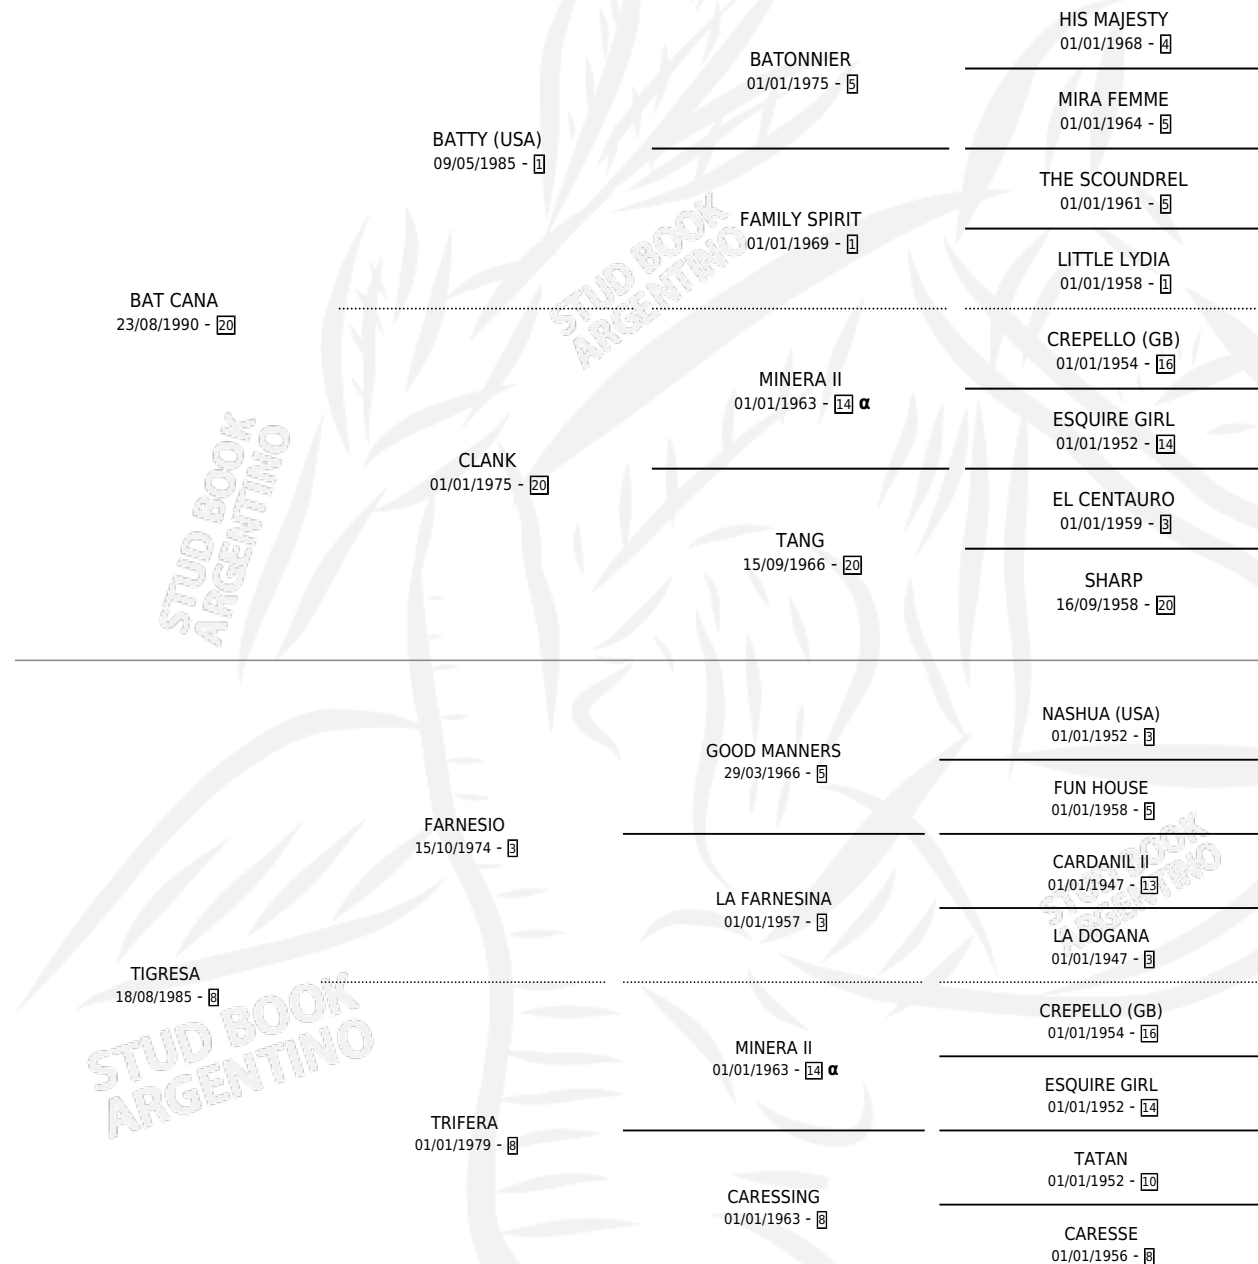 HIS MAJESTY
01/01/1968 - 4
BATONNIER
01/01/1975 - 5
MIRA FEMME
01/01/1964 - 5
BATTY (USA)
09/05/1985 - 1
THE SCOUNDREL
01/01/1961 - 5
FAMILY SPIRIT
01/01/1969 - 1
LITTLE LYDIA
01/01/1958 - 1
BAT CANA
23/08/1990 - 20
CREPELLO (GB)
01/01/1954 - 16
MINERA II
01/01/1963 - 14 α
ESQUIRE GIRL
01/01/1952 - 14
CLANK
01/01/1975 - 20
EL CENTAURO
01/01/1959 - 3
TANG
15/09/1966 - 20
SHARP
16/09/1958 - 20
STUD BOOK
ARGENTINO
STUD BOOK
ARGENTINO
NASHUA (USA)
01/01/1952 - 3
GOOD MANNERS
29/03/1966 - 5
FUN HOUSE
01/01/1958 - 5
FARNESIO
15/10/1974 - 3
CARDANIL II
01/01/1947 - 13
LA FARNESINA
01/01/1957 - 3
LA DOGANA
01/01/1947 - 3
TIGRESA
18/08/1985 - 8
CREPELLO (GB)
01/01/1954 - 16
MINERA II
01/01/1963 - 14 α
ESQUIRE GIRL
01/01/1952 - 14
TRIFERA
01/01/1979 - 8
TATAN
01/01/1952 - 10
CARESSING
01/01/1963 - 8
CARESSE
01/01/1956 - 8
STUD BOOK
ARGENTINO
STUD BOOK
ARGENTINO